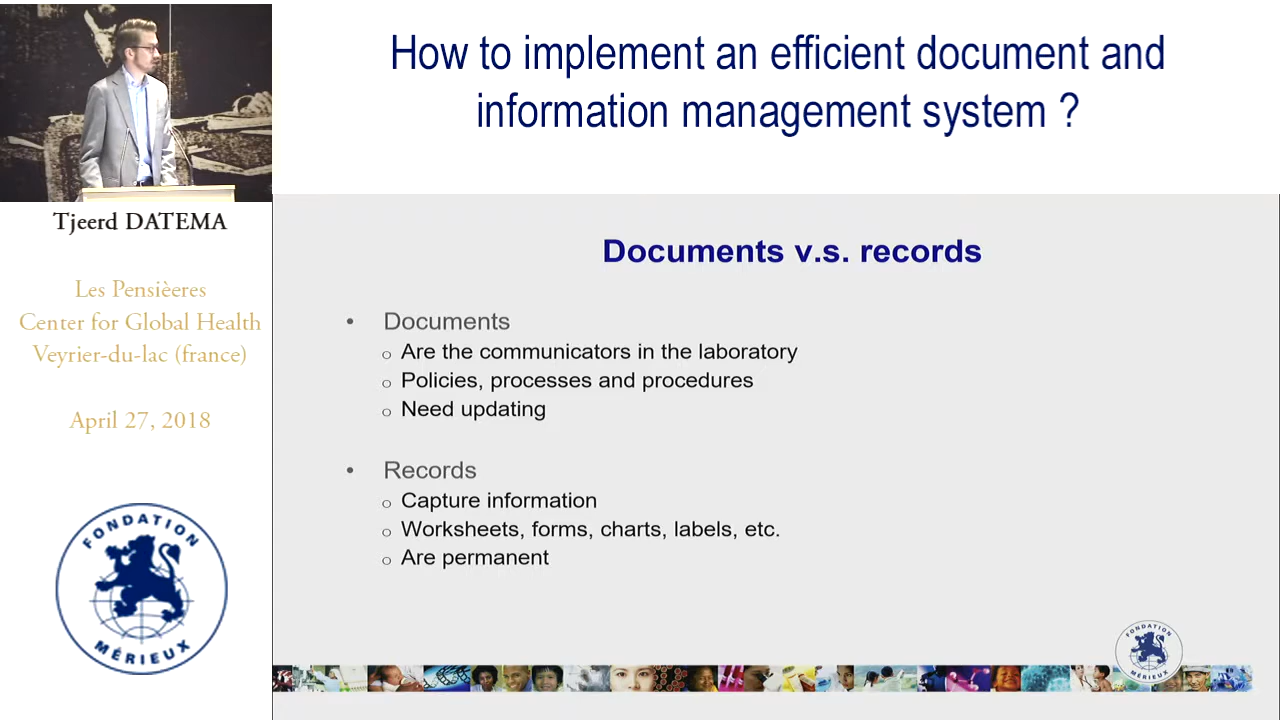 How to implement an efficient document and
information management system ?
Tjeerd DATEMA
Les Pensièeres
Center for Global Health
Veyrier-du-lac (france)
April 27, 2018
FONDATION
MÉRIEUX
Documents v.s. records
• Documents
o Are the communicators in the laboratory
o Policies, processes and procedures
o Need updating
• Records
o Capture information
o Worksheets, forms, charts, labels, etc.
o Are permanent
FONDATION
MÉRIEUX